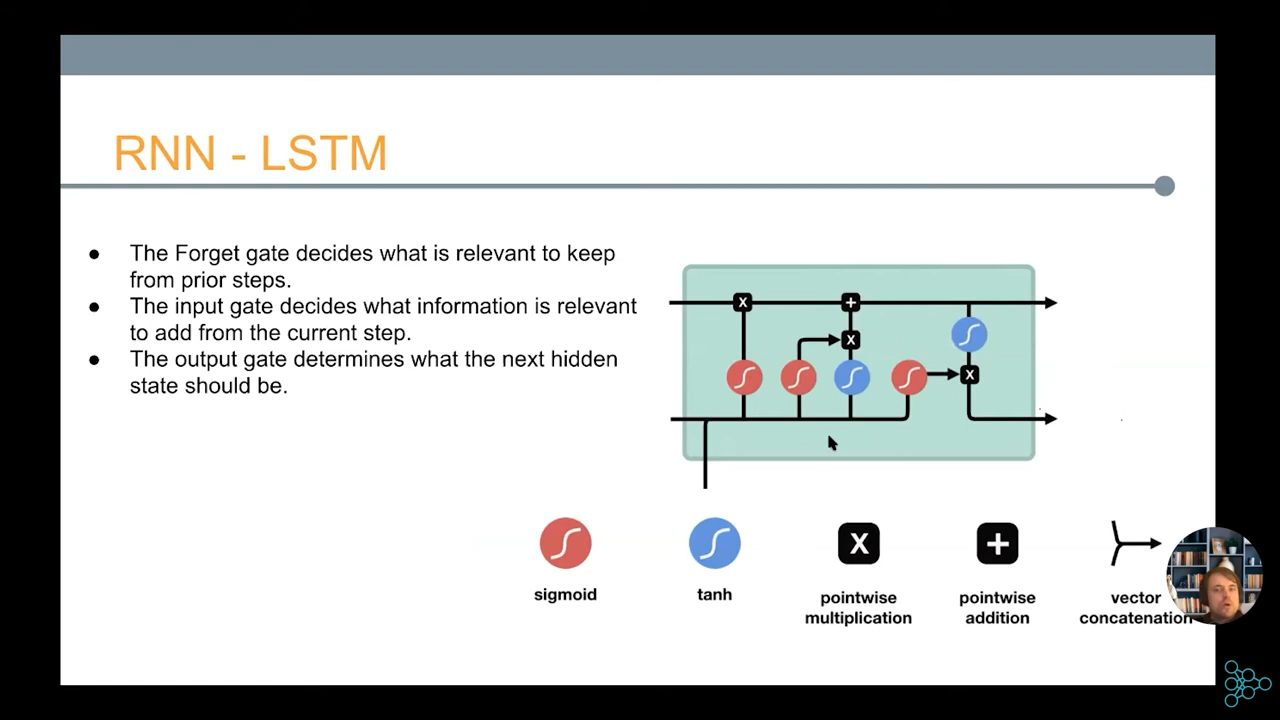 RNN - LSTM
● The Forget gate decides what is relevant to keep
from prior steps.
● The input gate decides what information is relevant
to add from the current step.
● The output gate determines what the next hidden
state should be.
X
+
X
X
X
+
sigmoid
tanh
pointwise
multiplication
pointwise
addition
vector
concatenation